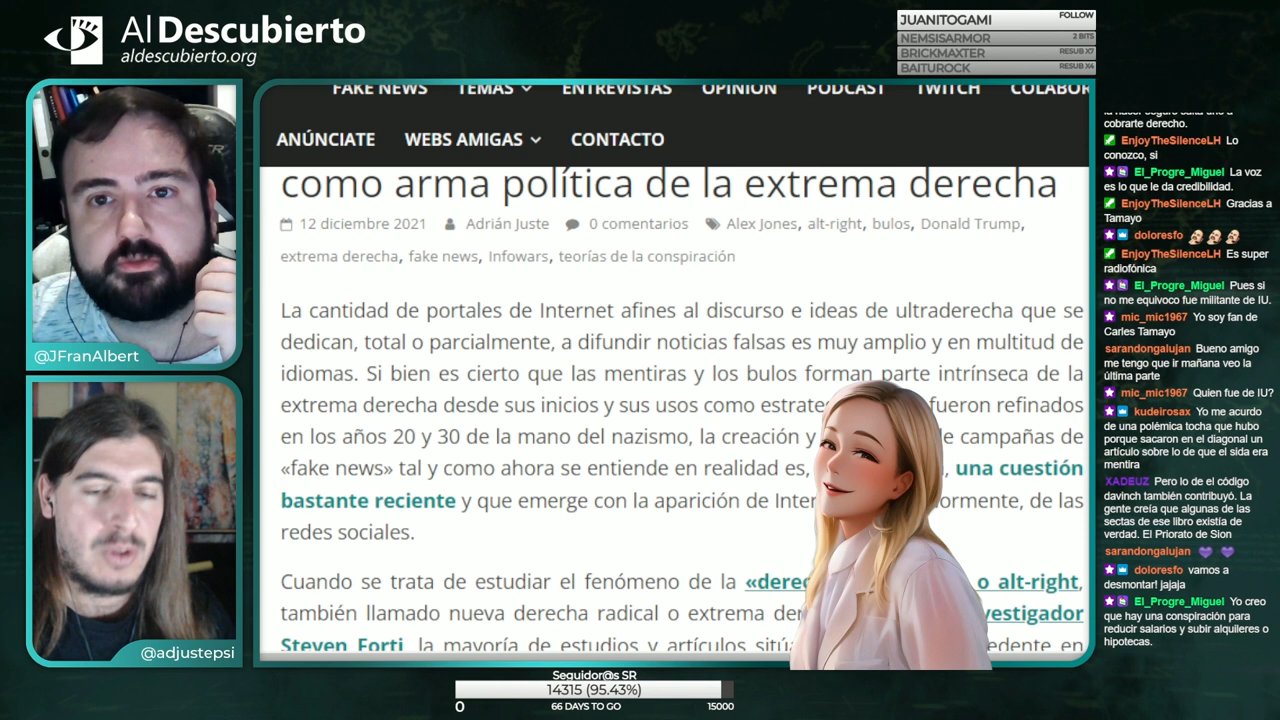 Al Descubierto
aldescubierto.org
JUANITOGAMI FOLLOW
NEMSISARMOR 2 BITS
BRICKMAXTER RESUB X7
BAITUROCK RESUB X4
FAKE NEWS TEMAS ENTREVISTAS OPINIÓN PODCAST TWITCH COLABOR
ANÚNCIATE WEBS AMIGAS CONTACTO
como arma política de la extrema derecha
12 diciembre 2021 Adrián Juste 0 comentarios Alex Jones, alt-right, bulos, Donald Trump,
extrema derecha, fake news, Infowars, teorías de la conspiración
La cantidad de portales de Internet afines al discurso e ideas de ultraderecha que se
dedican, total o parcialmente, a difundir noticias falsas es muy amplio y en multitud de
idiomas. Si bien es cierto que las mentiras y los bulos forman parte intrínseca de la
extrema derecha desde sus inicios y sus usos como estrate fueron refinados
en los años 20 y 30 de la mano del nazismo, la creación y de campañas de
«fake news» tal y como ahora se entiende en realidad es, una cuestión
bastante reciente y que emerge con la aparición de Inter ormente, de las
redes sociales.
Cuando se trata de estudiar el fenómeno de la «derec o alt-right,
también llamada nueva derecha radical o extrema der vestigador
Steven Forti, la mayoría de estudios y artículos sitúa edente en
@JFranAlbert
@adjustepsi
cobrarte derecho.
EnjoyTheSilenceLH Lo
conozco, si
El_Progre_Miguel La voz
es lo que le da credibilidad.
EnjoyTheSilenceLH Gracias a
Tamayo
doloresfo
EnjoyTheSilenceLH Es super
radiofónica
El_Progre_Miguel Pues si
no me equivoco fue militante de IU.
mic_mic1967 Yo soy fan de
Carles Tamayo
sarandongalujan Bueno amigo
me tengo que ir mañana veo la
última parte
mic_mic1967 Quien fue de IU?
kudeirosax Yo me acurdo
de una polémica tocha que hubo
porque sacaron en el diagonal un
artículo sobre lo de que el sida era
mentira
XADEUZ Pero lo de el código
davinch también contribuyó. La
gente creía que algunas de las
sectas de ese libro existía de
verdad. El Priorato de Sion
sarandongalujan
doloresfo vamos a
desmontar! jajaja
El_Progre_Miguel Yo creo
que hay una conspiración para
reducir salarios y subir alquileres o
hipotecas.
Seguidor@s SR
14315 (95.43%)
0 66 DAYS TO GO 15000